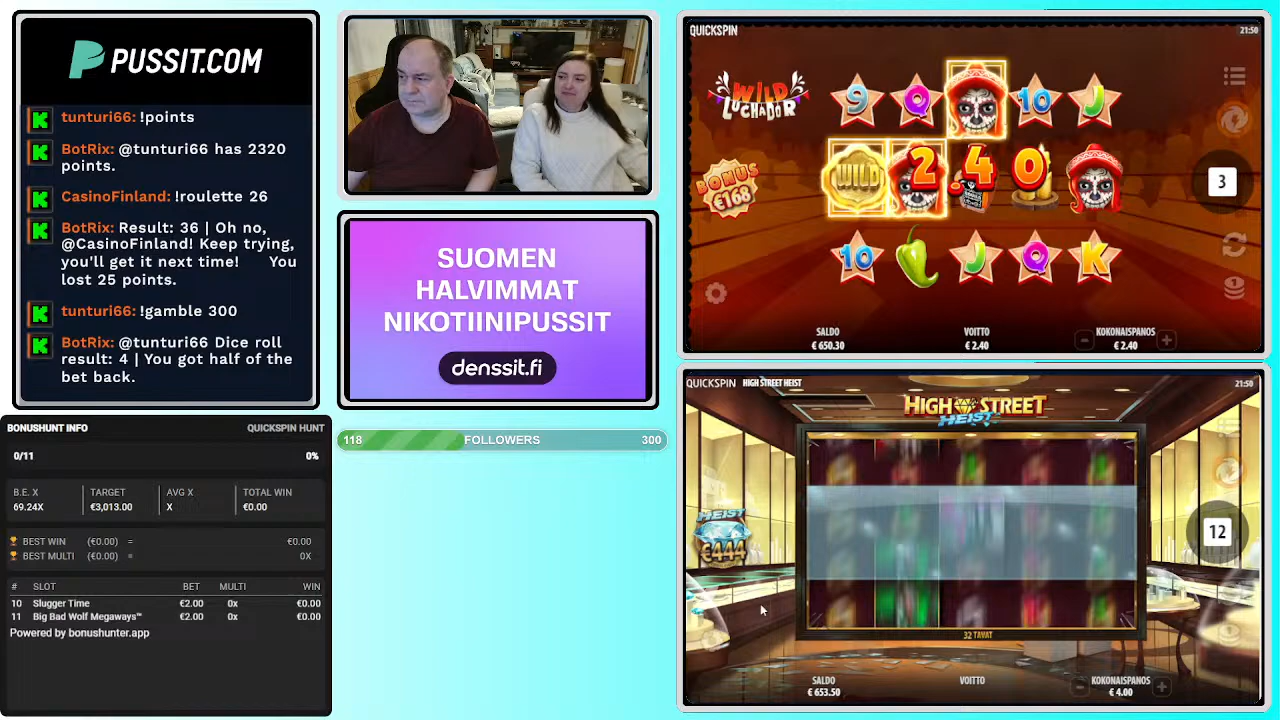 PUSSIT.COM
tunturi66: !points
BotRix: @tunturi66 has 2320
points.
CasinoFinland: !roulette 26
BotRix: Result: 36 | Oh no,
@CasinoFinland! Keep trying,
you'll get it next time! You
lost 25 points.
tunturi66: !gamble 300
BotRix: @tunturi66 Dice roll
result: 4 | You got half of the
bet back.
SUOMEN
HALVIMMAT
NIKOTIINIPUSSIT
denssit.fi
118 FOLLOWERS 300
BONUSHUNT INFO QUICKSPIN HUNT
0/11 0%
B.E. X TARGET AVG X TOTAL WIN
69.24X €3,013.00 X €0.00
BEST WIN (€0.00) = €0.00
BEST MULTI (€0.00) = 0X
# SLOT BET MULTI WIN
10 Slugger Time €2.00 0x €0.00
11 Big Bad Wolf Megaways™ €2.00 0x €0.00
Powered by bonushunter.app
QUICKSPIN 21:50
WILD
LUCHADOR
9 Q 10 J
BONUS
€168
WILD 2.40
3
10 J Q K
SALDO VOITTO KOKONAISPANOS
€ 650.30 € 2.40 € 2.40
QUICKSPIN HIGH STREET HEIST 21:50
HIGH STREET
HEIST
HEIST
€444
12
32 TAVAT
SALDO VOITTO KOKONAISPANOS
€ 653.50 € 4.00